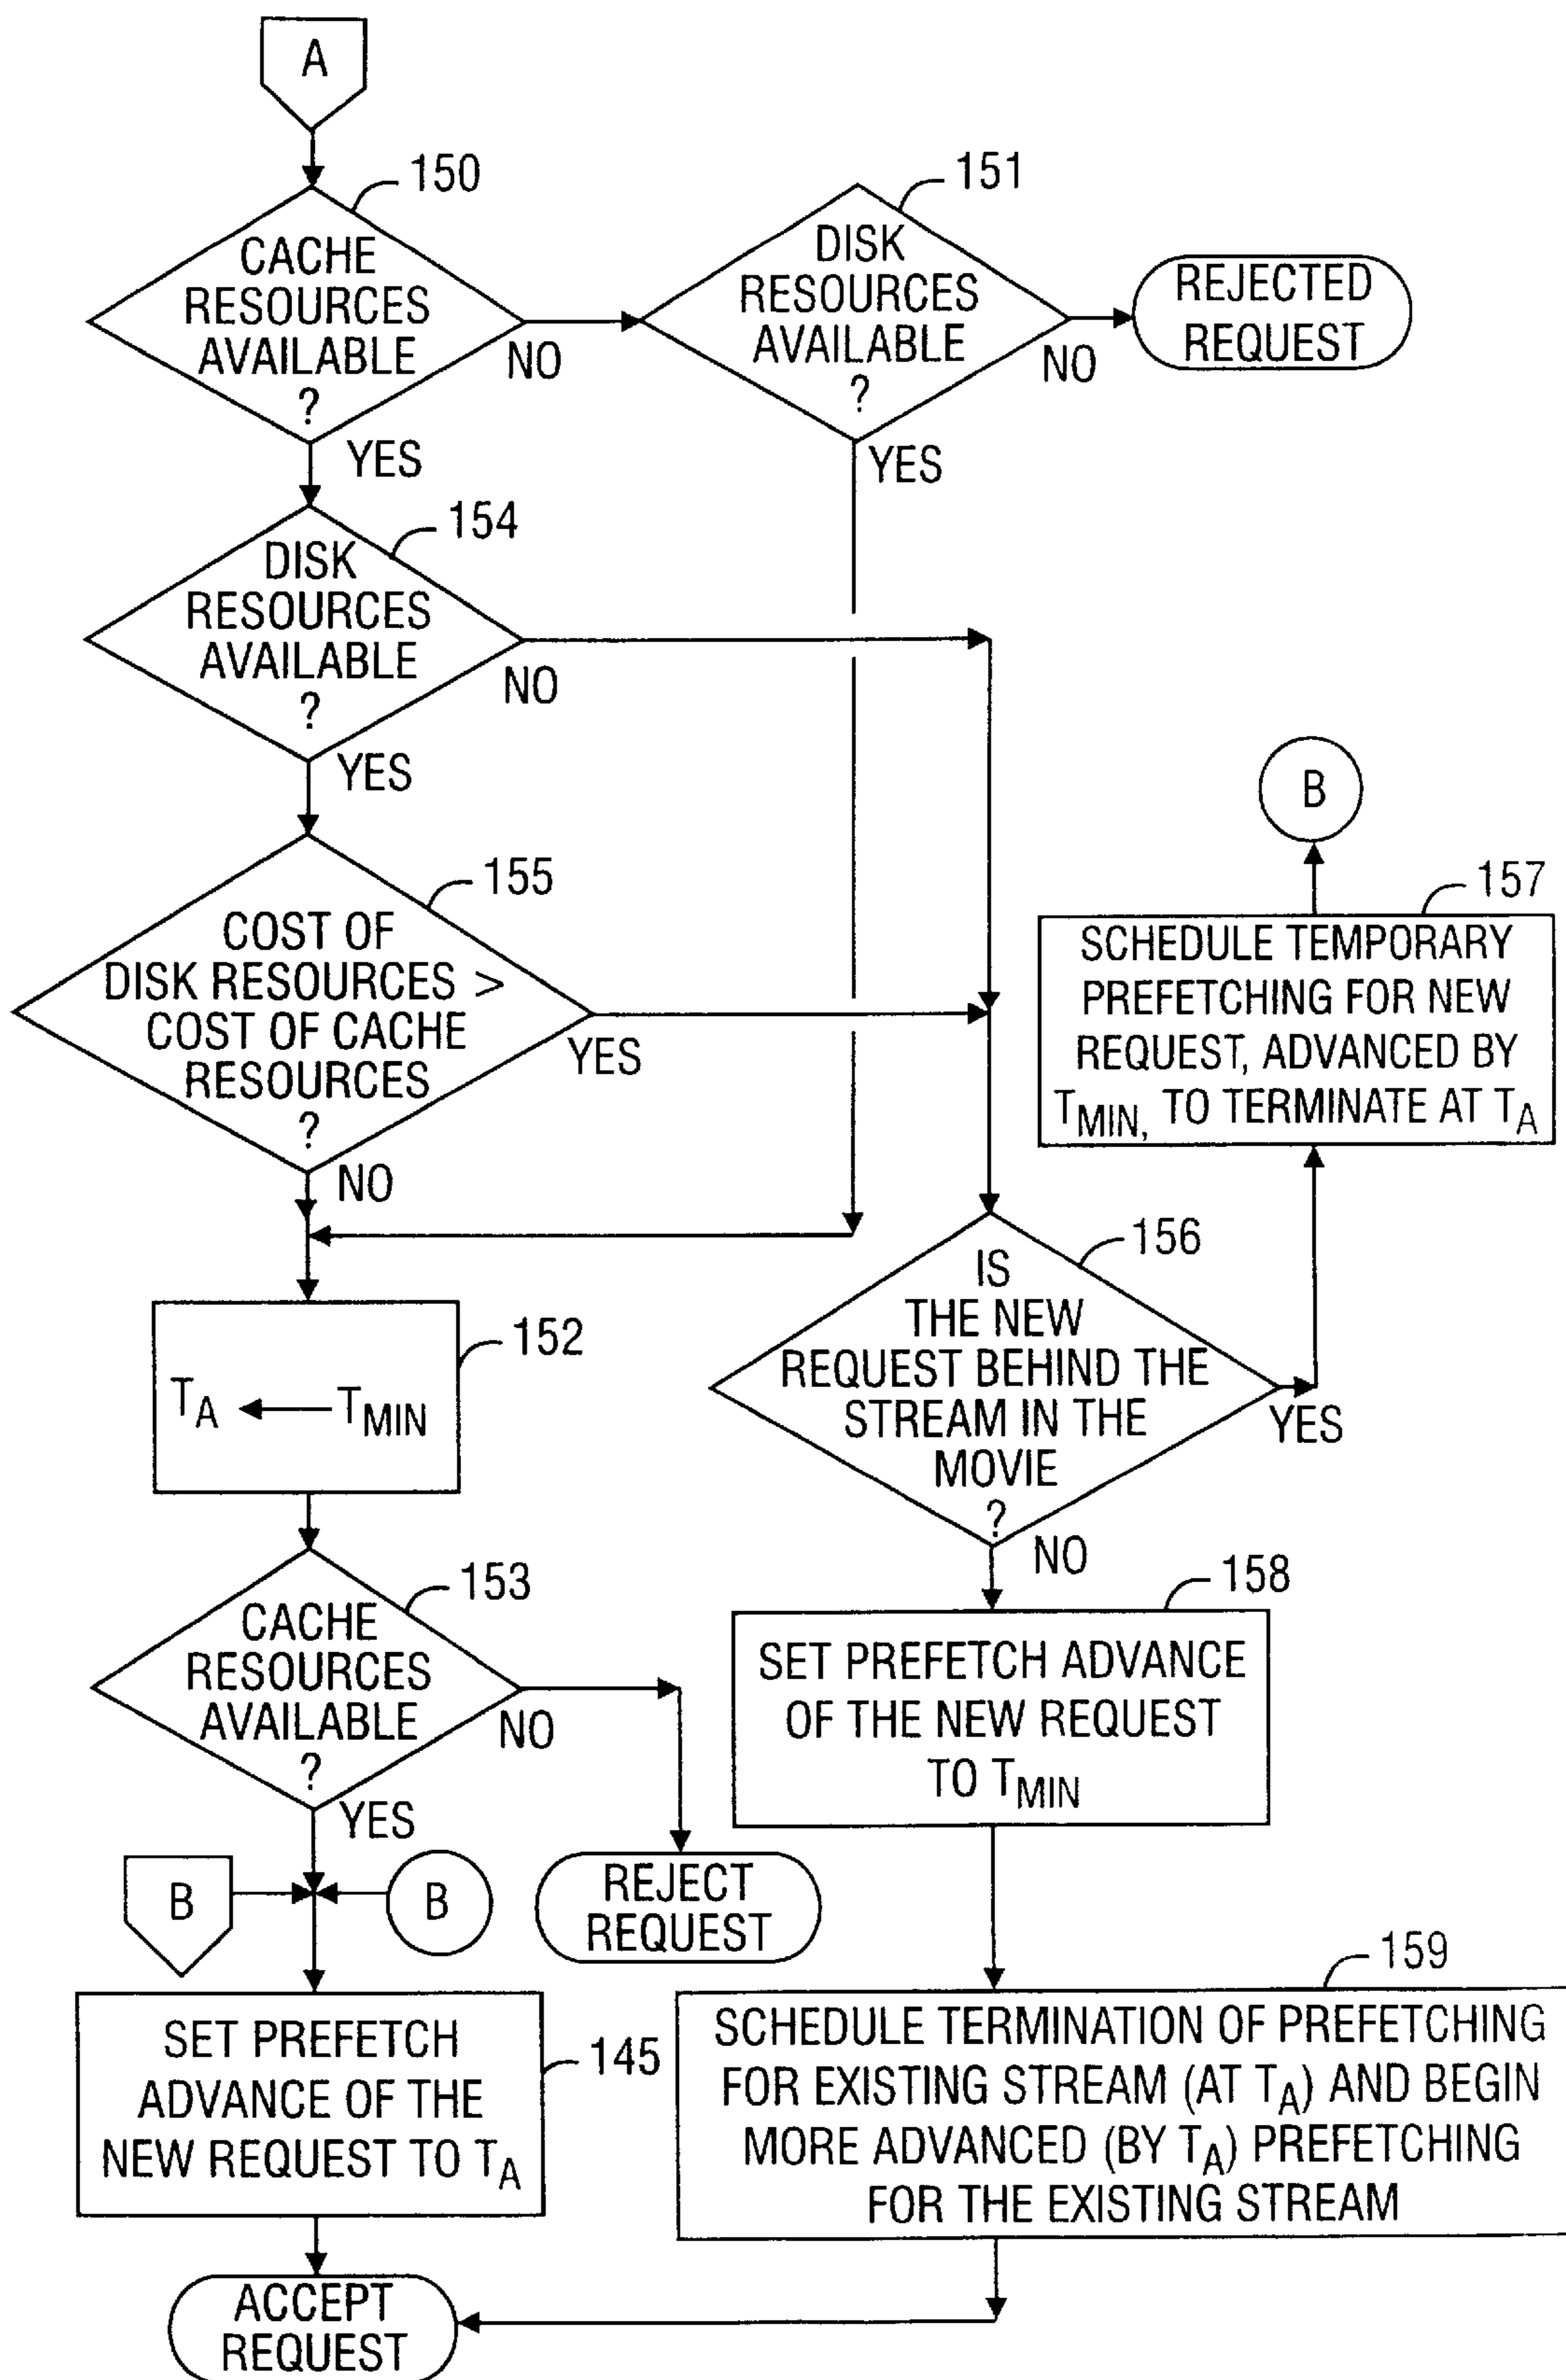 A
150
CACHE
RESOURCES
AVAILABLE
?
NO
YES
151
DISK
RESOURCES
AVAILABLE
?
NO
YES
REJECTED
REQUEST
154
DISK
RESOURCES
AVAILABLE
?
NO
YES
155
COST OF
DISK RESOURCES >
COST OF CACHE
RESOURCES
?
YES
NO
B
157
SCHEDULE TEMPORARY
PREFETCHING FOR NEW
REQUEST, ADVANCED BY
TMIN, TO TERMINATE AT TA
156
IS
THE NEW
REQUEST BEHIND THE
STREAM IN THE
MOVIE
?
YES
NO
152
TA ← TMIN
153
CACHE
RESOURCES
AVAILABLE
?
NO
YES
158
SET PREFETCH ADVANCE
OF THE NEW REQUEST
TO TMIN
B
B
REJECT
REQUEST
145
SET PREFETCH
ADVANCE OF THE
NEW REQUEST TO TA
159
SCHEDULE TERMINATION OF PREFETCHING
FOR EXISTING STREAM (AT TA) AND BEGIN
MORE ADVANCED (BY TA) PREFETCHING
FOR THE EXISTING STREAM
ACCEPT
REQUEST